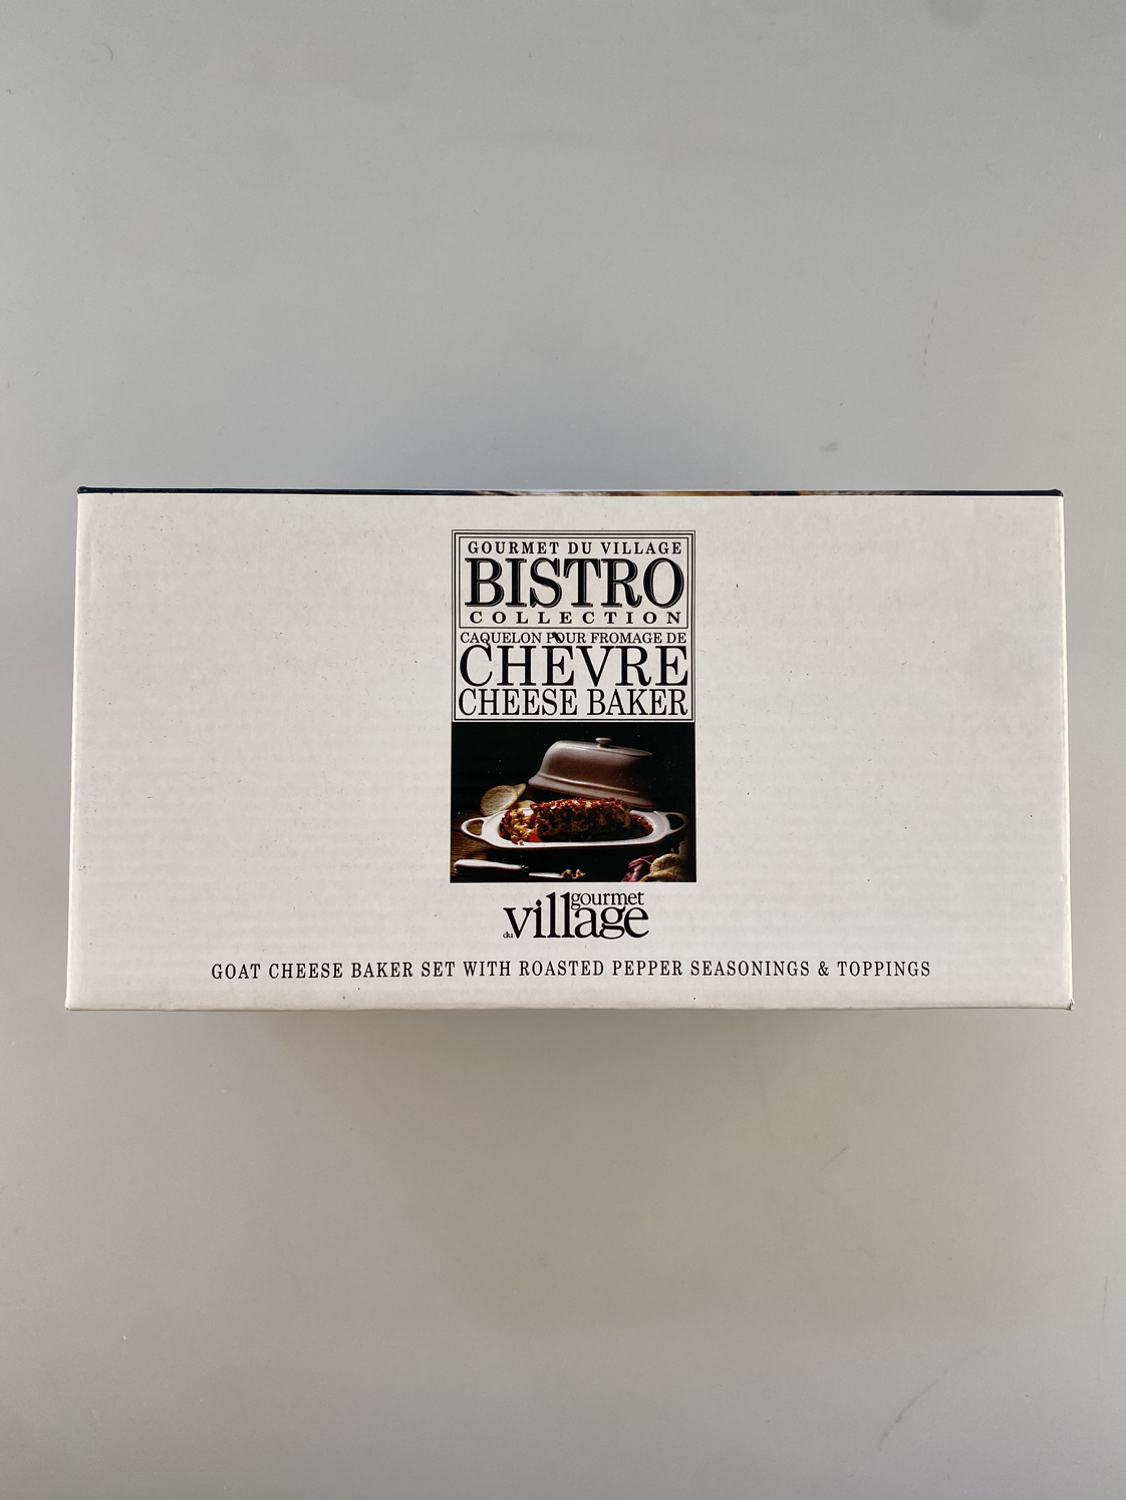 GOURMET DU VILLAGE
BISTRO
COLLECTION
CAQUELON POUR FROMAGE DE
CHÈVRE
CHEESE BAKER
gourmet
du village
GOAT CHEESE BAKER SET WITH ROASTED PEPPER SEASONINGS & TOPPINGS